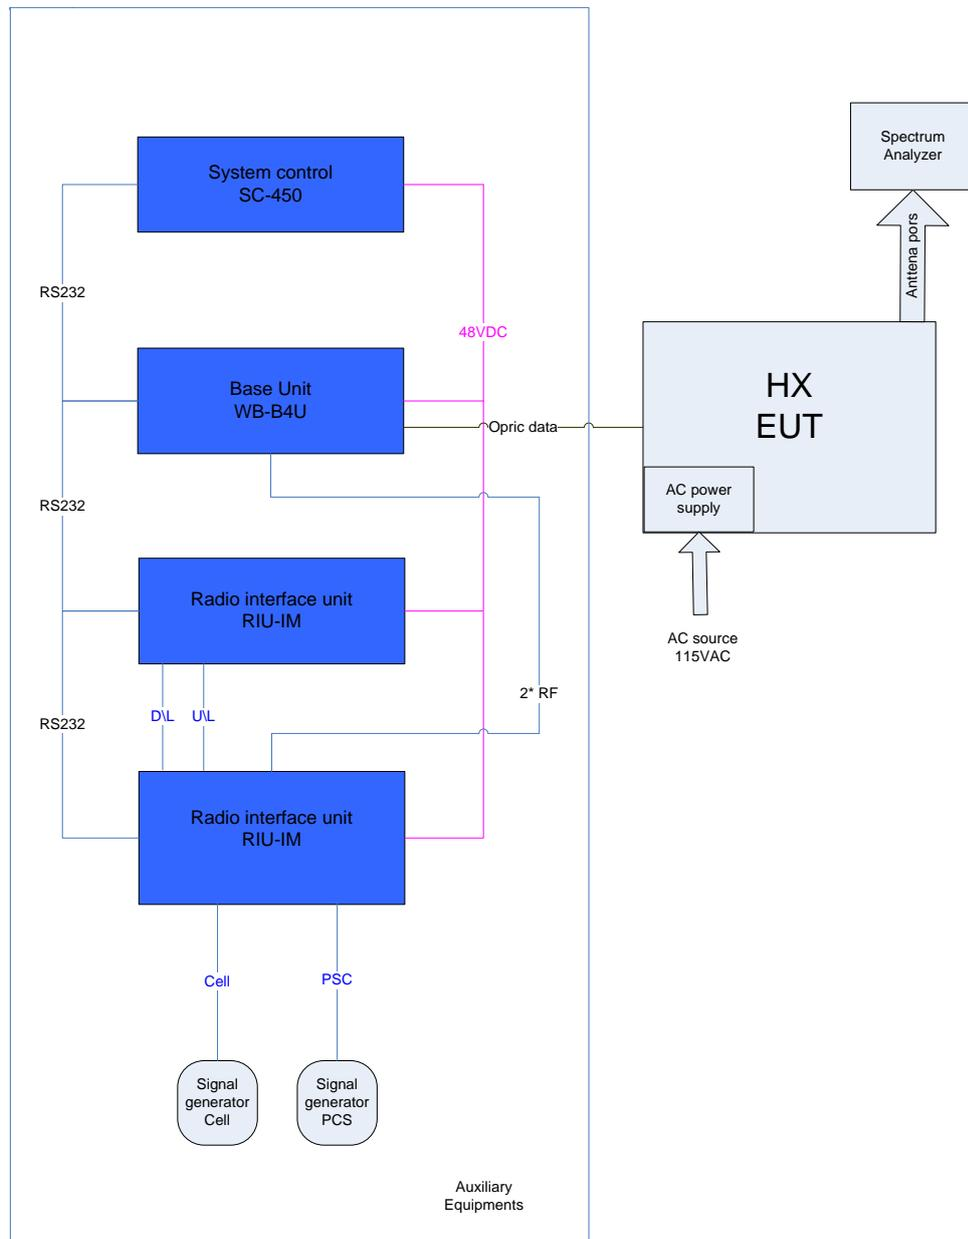 Spectrum
Analyzer
System control
SC-450
Anttena pors
RS232
48VDC
HX
EUT
Base Unit
WB-B4U
Opric data
AC power
supply
RS232
Radio interface unit
RIU-IM
AC source
115VAC
2* RF
D\L
U\L
RS232
Radio interface unit
RIU-IM
Cell
PSC
Signal
generator
Cell
Signal
generator
PCS
Auxiliary
Equipments